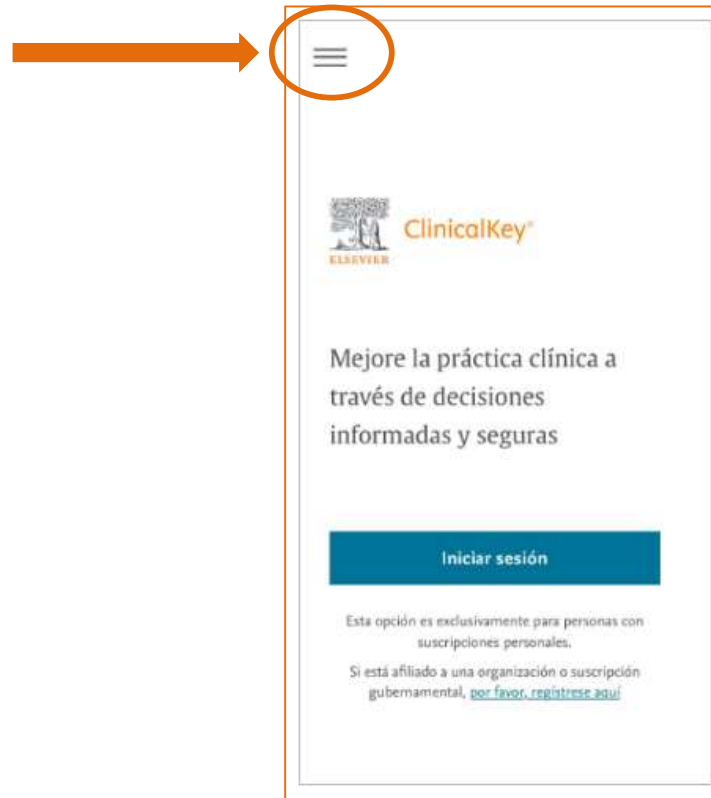 ELSEVIER
ClinicalKey®
Mejore la práctica clínica a
través de decisiones
informadas y seguras
Iniciar sesión
Esta opción es exclusivamente para personas con
suscripciones personales.
Si está afiliado a una organización o suscripción
gubernamental, por favor, regístrese aquí